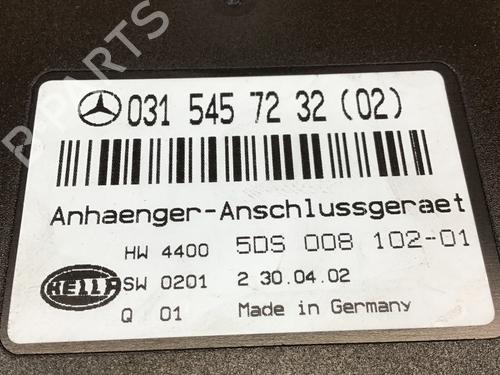 B-PARTS
031 545 72 32 (02)
Anhaenger-Anschlussgeraet
HW 4400 5DS 008 102-01
HELLA SW 0201 2 30.04.02
Q 01 Made in Germany